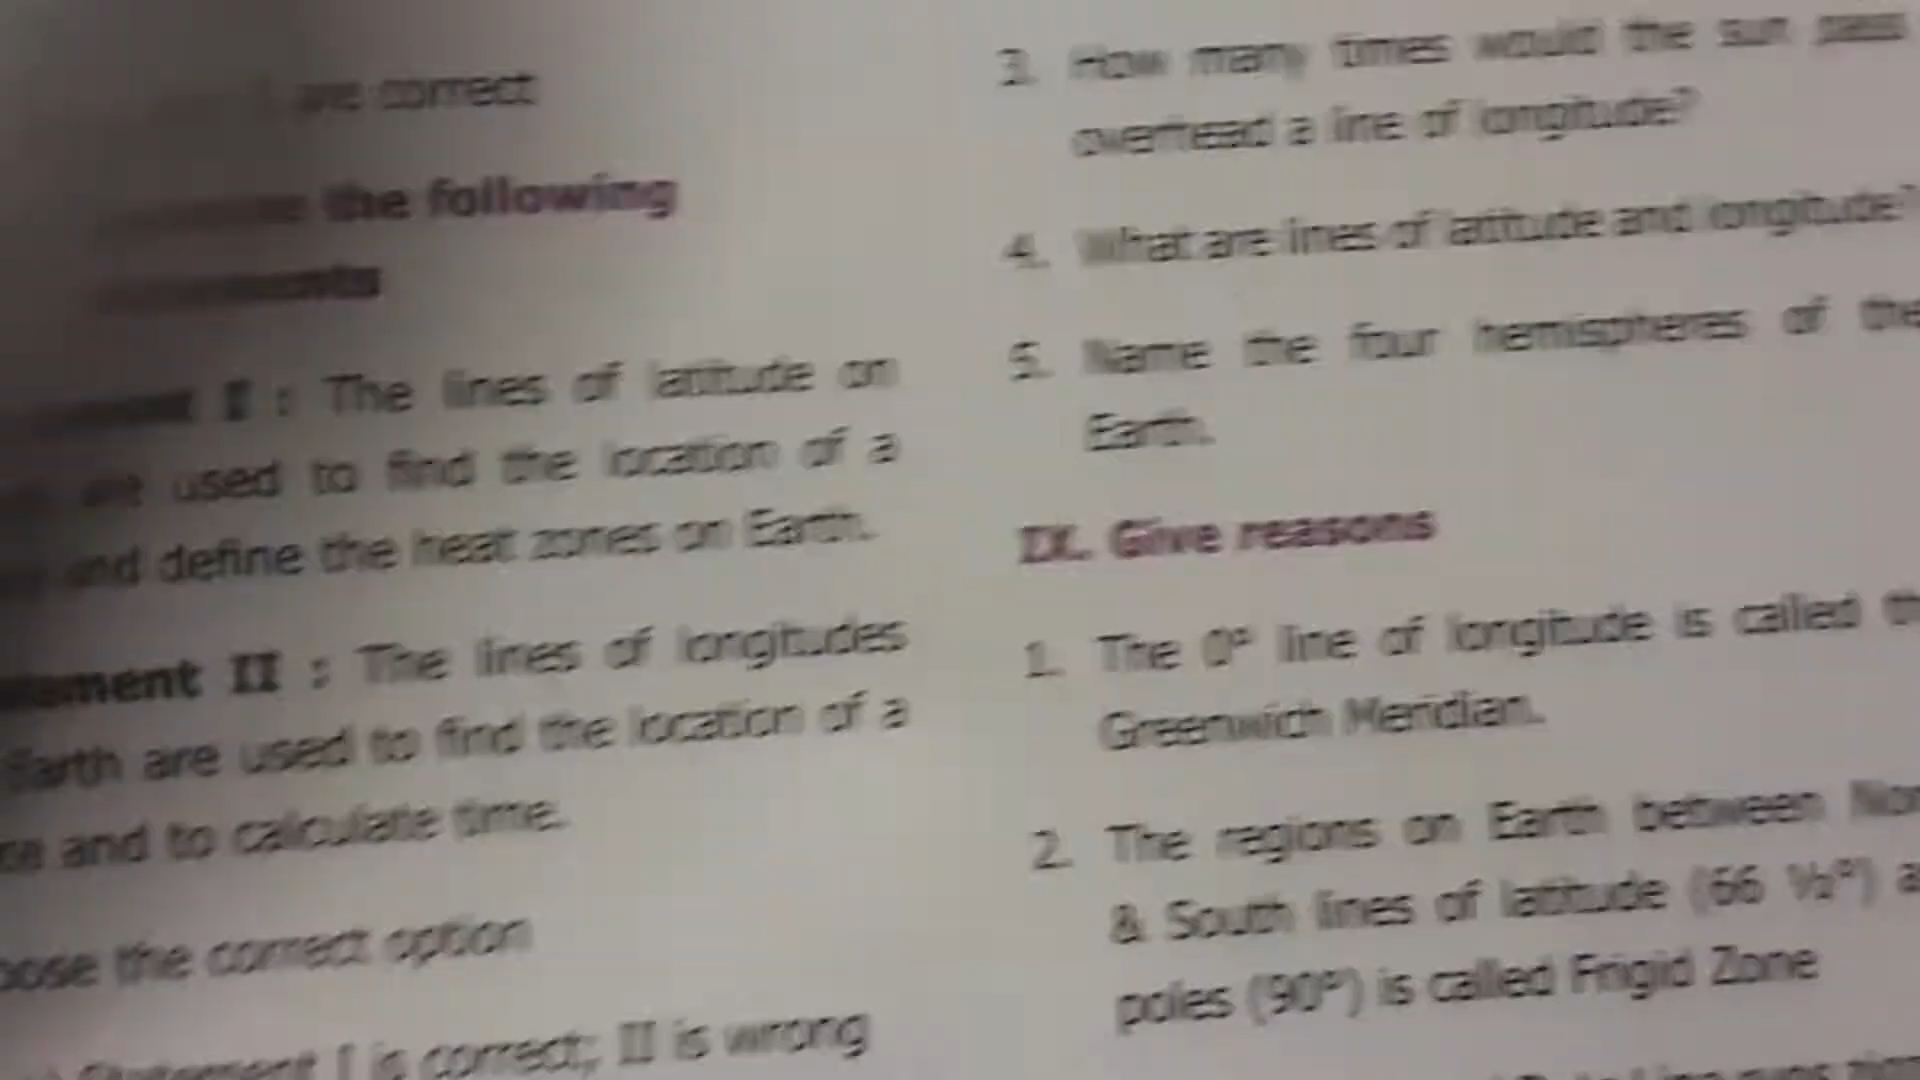 are correct
the following
I : The lines of latitude on
are used to find the location of a
and define the heat zones on Earth.
II : The lines of longitudes
Earth are used to find the location of a
and to calculate time.
the correct option
Statement I is correct; II is wrong
3. How many times would the sun pass
overhead a line of longitude?
4. What are lines of latitude and longitude?
5. Name the four hemispheres of the
Earth.
IX. Give reasons
1. The 0° line of longitude is called th
Greenwich Meridian.
2. The regions on Earth between Nor
& South lines of latitude (66 ½°) a
poles (90°) is called Frigid Zone